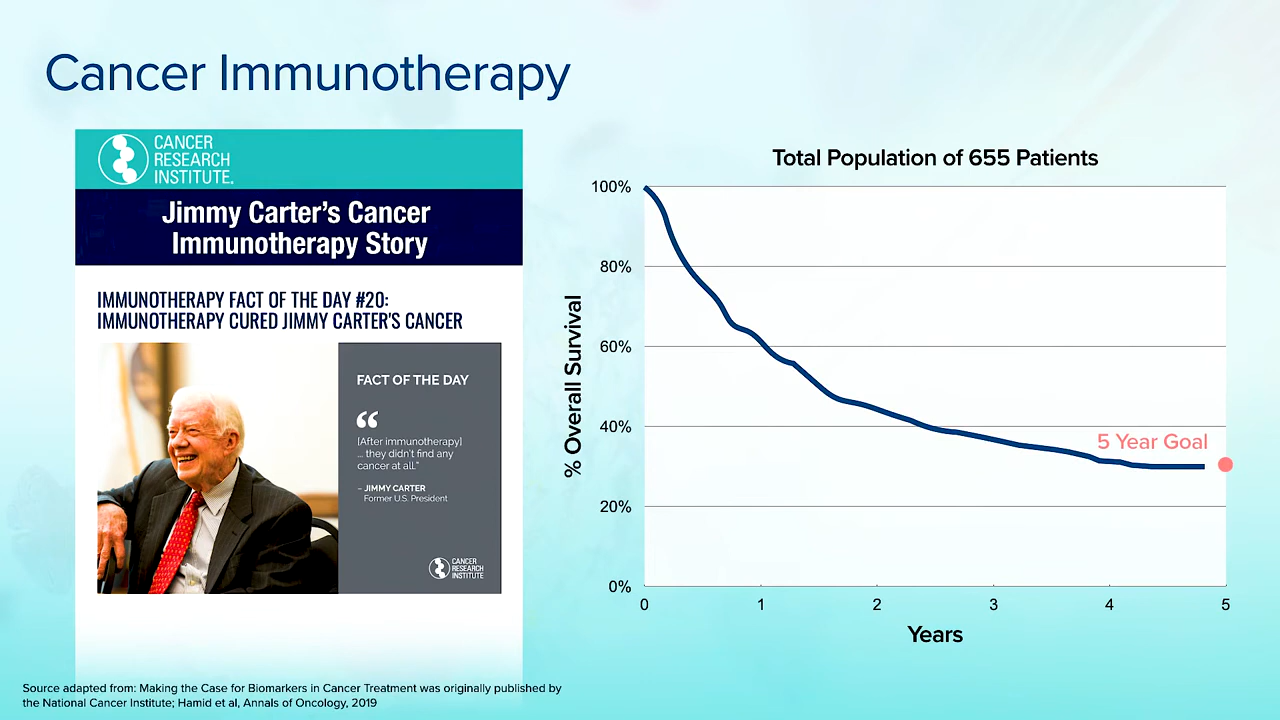 Cancer Immunotherapy
CANCER
RESEARCH
INSTITUTE.
Jimmy Carter's Cancer
Immunotherapy Story
IMMUNOTHERAPY FACT OF THE DAY #20:
IMMUNOTHERAPY CURED JIMMY CARTER'S CANCER
FACT OF THE DAY
“
[After immunotherapy]
... they didn't find any
cancer at all.”
– JIMMY CARTER
Former U.S. President
CANCER
RESEARCH
INSTITUTE
Total Population of 655 Patients
% Overall Survival
100%
80%
60%
40%
20%
0%
5 Year Goal
0 1 2 3 4 5
Years
Source adapted from: Making the Case for Biomarkers in Cancer Treatment was originally published by
the National Cancer Institute; Hamid et al, Annals of Oncology, 2019